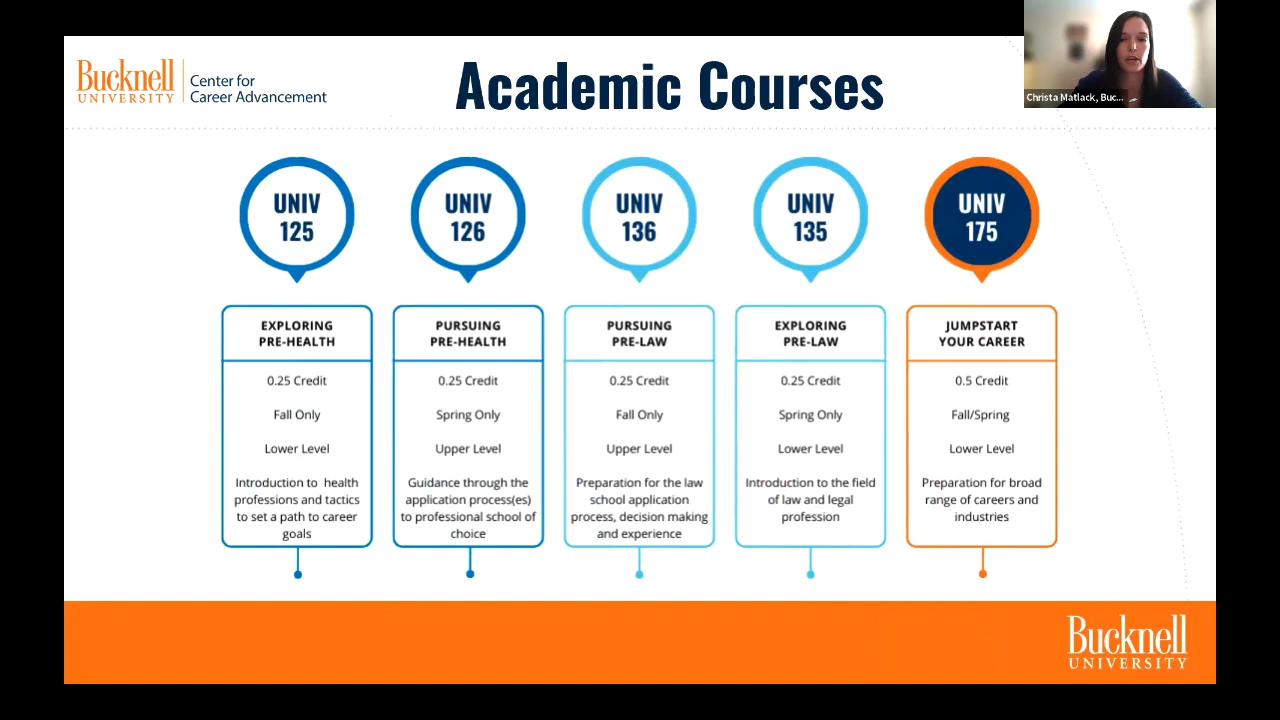 Bucknell
UNIVERSITY
Center for
Career Advancement
Academic Courses
Christa Matlack, Buc...
UNIV
125
UNIV
126
UNIV
136
UNIV
135
UNIV
175
EXPLORING
PRE-HEALTH
0.25 Credit
Fall Only
Lower Level
Introduction to health
professions and tactics
to set a path to career
goals
PURSUING
PRE-HEALTH
0.25 Credit
Spring Only
Upper Level
Guidance through the
application process(es)
to professional school of
choice
PURSUING
PRE-LAW
0.25 Credit
Fall Only
Upper Level
Preparation for the law
school application
process, decision making
and experience
EXPLORING
PRE-LAW
0.25 Credit
Spring Only
Lower Level
Introduction to the field
of law and legal
profession
JUMPSTART
YOUR CAREER
0.5 Credit
Fall/Spring
Lower Level
Preparation for broad
range of careers and
industries
Bucknell
UNIVERSITY